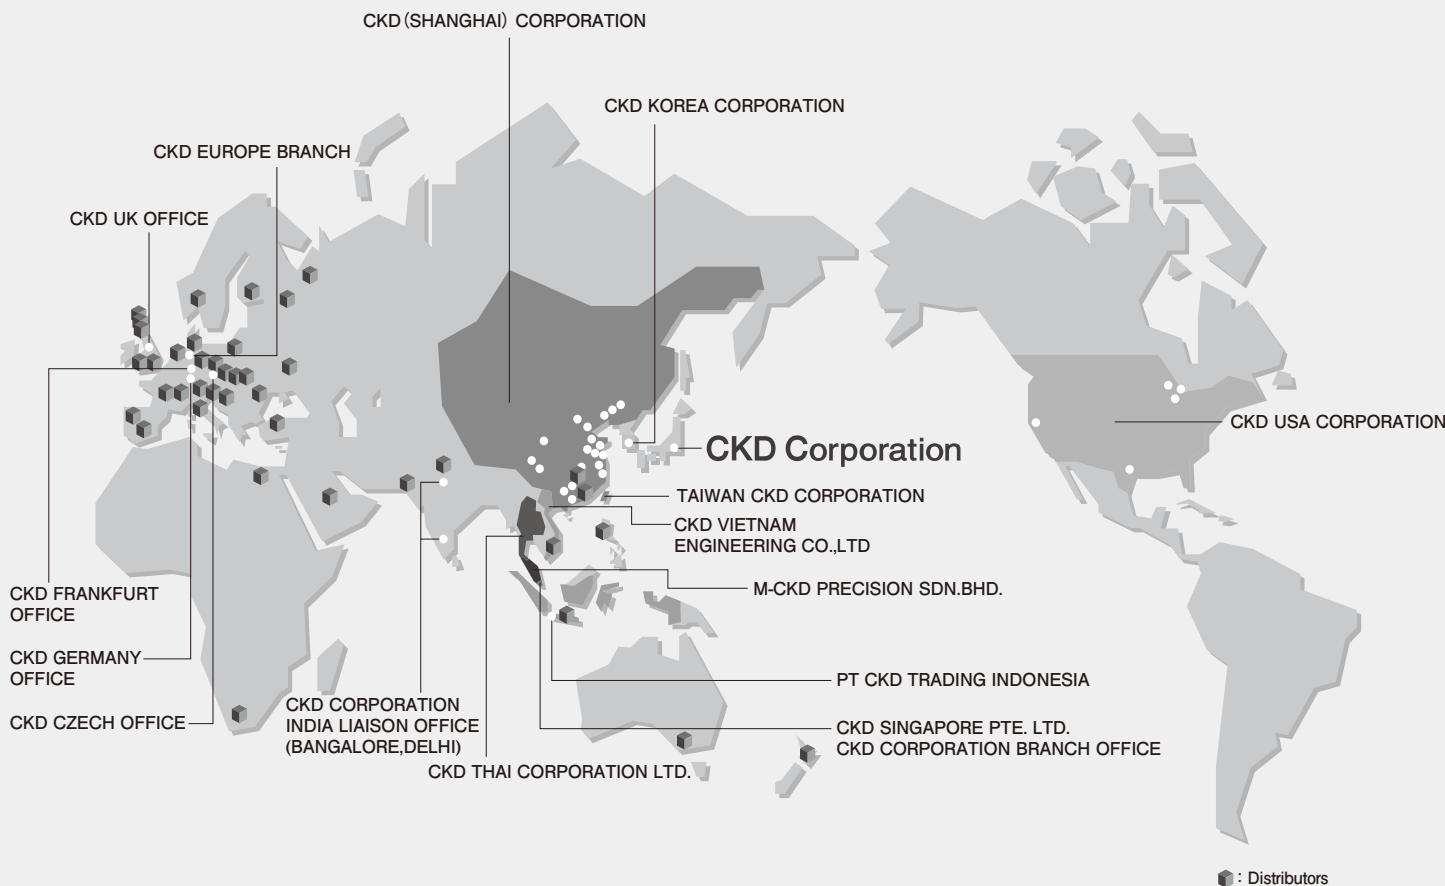 CKD(SHANGHAI) CORPORATION
CKD KOREA CORPORATION
CKD EUROPE BRANCH
CKD UK OFFICE
CKD USA CORPORATION
CKD Corporation
TAIWAN CKD CORPORATION
CKD VIETNAM
ENGINEERING CO.,LTD
M-CKD PRECISION SDN.BHD.
CKD FRANKFURT
OFFICE
CKD GERMANY
OFFICE
CKD CZECH OFFICE
CKD CORPORATION
INDIA LIAISON OFFICE
(BANGALORE,DELHI)
CKD THAI CORPORATION LTD.
PT CKD TRADING INDONESIA
CKD SINGAPORE PTE. LTD.
CKD CORPORATION BRANCH OFFICE
: Distributors